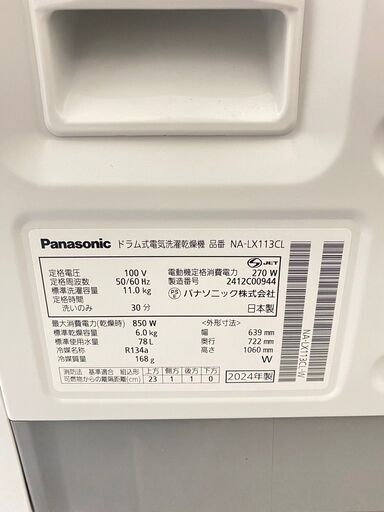 Panasonic ドラム式電気洗濯乾燥機 品番 NA-LX113CL
定格電圧 100 V
定格周波数 50/60 Hz
標準洗濯容量 11.0 kg
定格時間
洗いのみ 30 分
電動機定格消費電力 270 W
製造番号 2412C00944
パナソニック株式会社
日本製
JET
PS E
最大消費電力(乾燥時) 850 W
標準乾燥容量 6.0 kg
標準使用水量 78 L
冷媒名称 R134a
冷媒質量 168 g
<外形寸法>
幅 639 mm
奥行 722 mm
高さ 1060 mm
W
消防法 基準適合 組込形 上方 側方 後方 下方
可燃物からの離隔距離(cm) 23 1 1 0
2024年製
NA-LX113CL-W